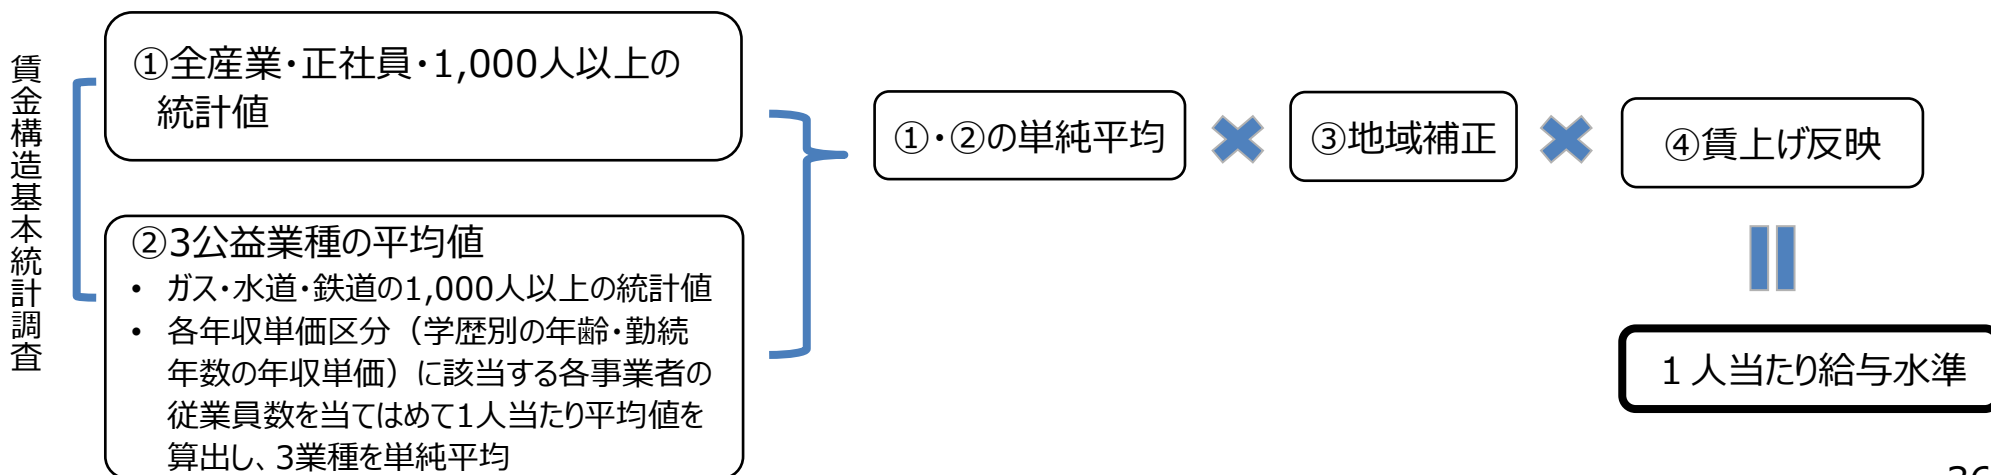 賃金構造基本統計調査
①全産業・正社員・1,000人以上の
統計値
②3公益業種の平均値
• ガス・水道・鉄道の1,000人以上の統計値
• 各年収単価区分（学歴別の年齢・勤続
年数の年収単価）に該当する各事業者の
従業員数を当てはめて1人当たり平均値を
算出し、3業種を単純平均
①・②の単純平均
③地域補正
④賃上げ反映
１人当たり給与水準